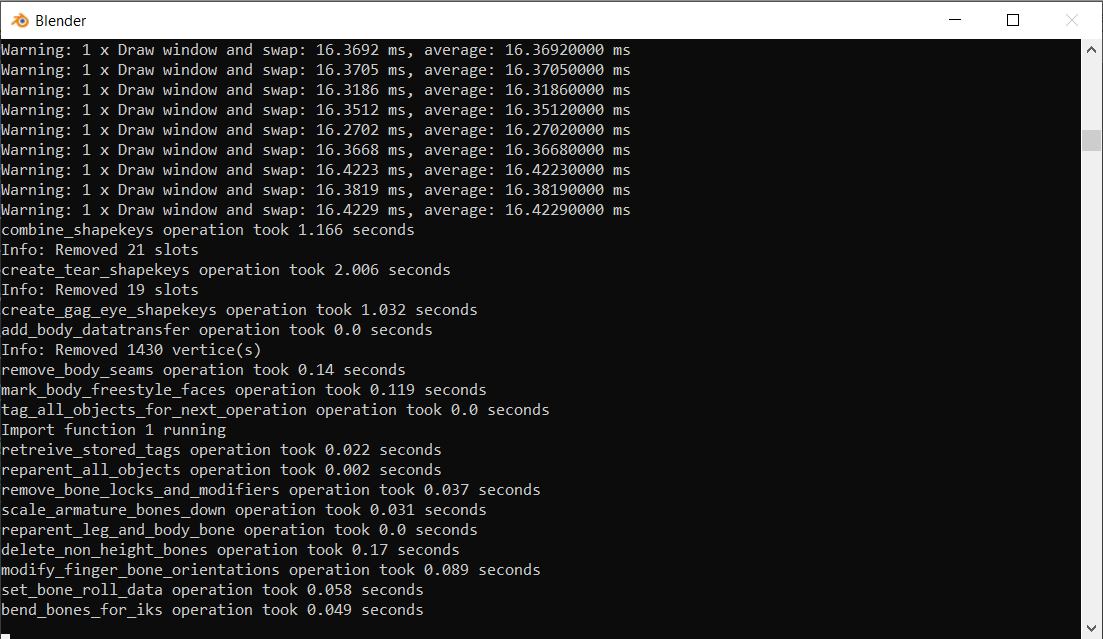 Blender
Warning: 1 x Draw window and swap: 16.3692 ms, average: 16.36920000 ms
Warning: 1 x Draw window and swap: 16.3705 ms, average: 16.37050000 ms
Warning: 1 x Draw window and swap: 16.3186 ms, average: 16.31860000 ms
Warning: 1 x Draw window and swap: 16.3512 ms, average: 16.35120000 ms
Warning: 1 x Draw window and swap: 16.2702 ms, average: 16.27020000 ms
Warning: 1 x Draw window and swap: 16.3668 ms, average: 16.36680000 ms
Warning: 1 x Draw window and swap: 16.4223 ms, average: 16.42230000 ms
Warning: 1 x Draw window and swap: 16.3819 ms, average: 16.38190000 ms
Warning: 1 x Draw window and swap: 16.4229 ms, average: 16.42290000 ms
combine_shapekeys operation took 1.166 seconds
Info: Removed 21 slots
create_tear_shapekeys operation took 2.006 seconds
Info: Removed 19 slots
create_gag_eye_shapekeys operation took 1.032 seconds
add_body_datatransfer operation took 0.0 seconds
Info: Removed 1430 vertice(s)
remove_body_seams operation took 0.14 seconds
mark_body_freestyle_faces operation took 0.119 seconds
tag_all_objects_for_next_operation operation took 0.0 seconds
Import function 1 running
retreive_stored_tags operation took 0.022 seconds
reparent_all_objects operation took 0.002 seconds
remove_bone_locks_and_modifiers operation took 0.037 seconds
scale_armature_bones_down operation took 0.031 seconds
reparent_leg_and_body_bone operation took 0.0 seconds
delete_non_height_bones operation took 0.17 seconds
modify_finger_bone_orientations operation took 0.089 seconds
set_bone_roll_data operation took 0.058 seconds
bend_bones_for_iks operation took 0.049 seconds